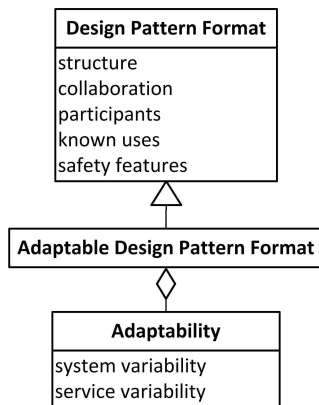 Design Pattern Format
structure
collaboration
participants
known uses
safety features
Adaptable Design Pattern Format
Adaptability
system variability
service variability